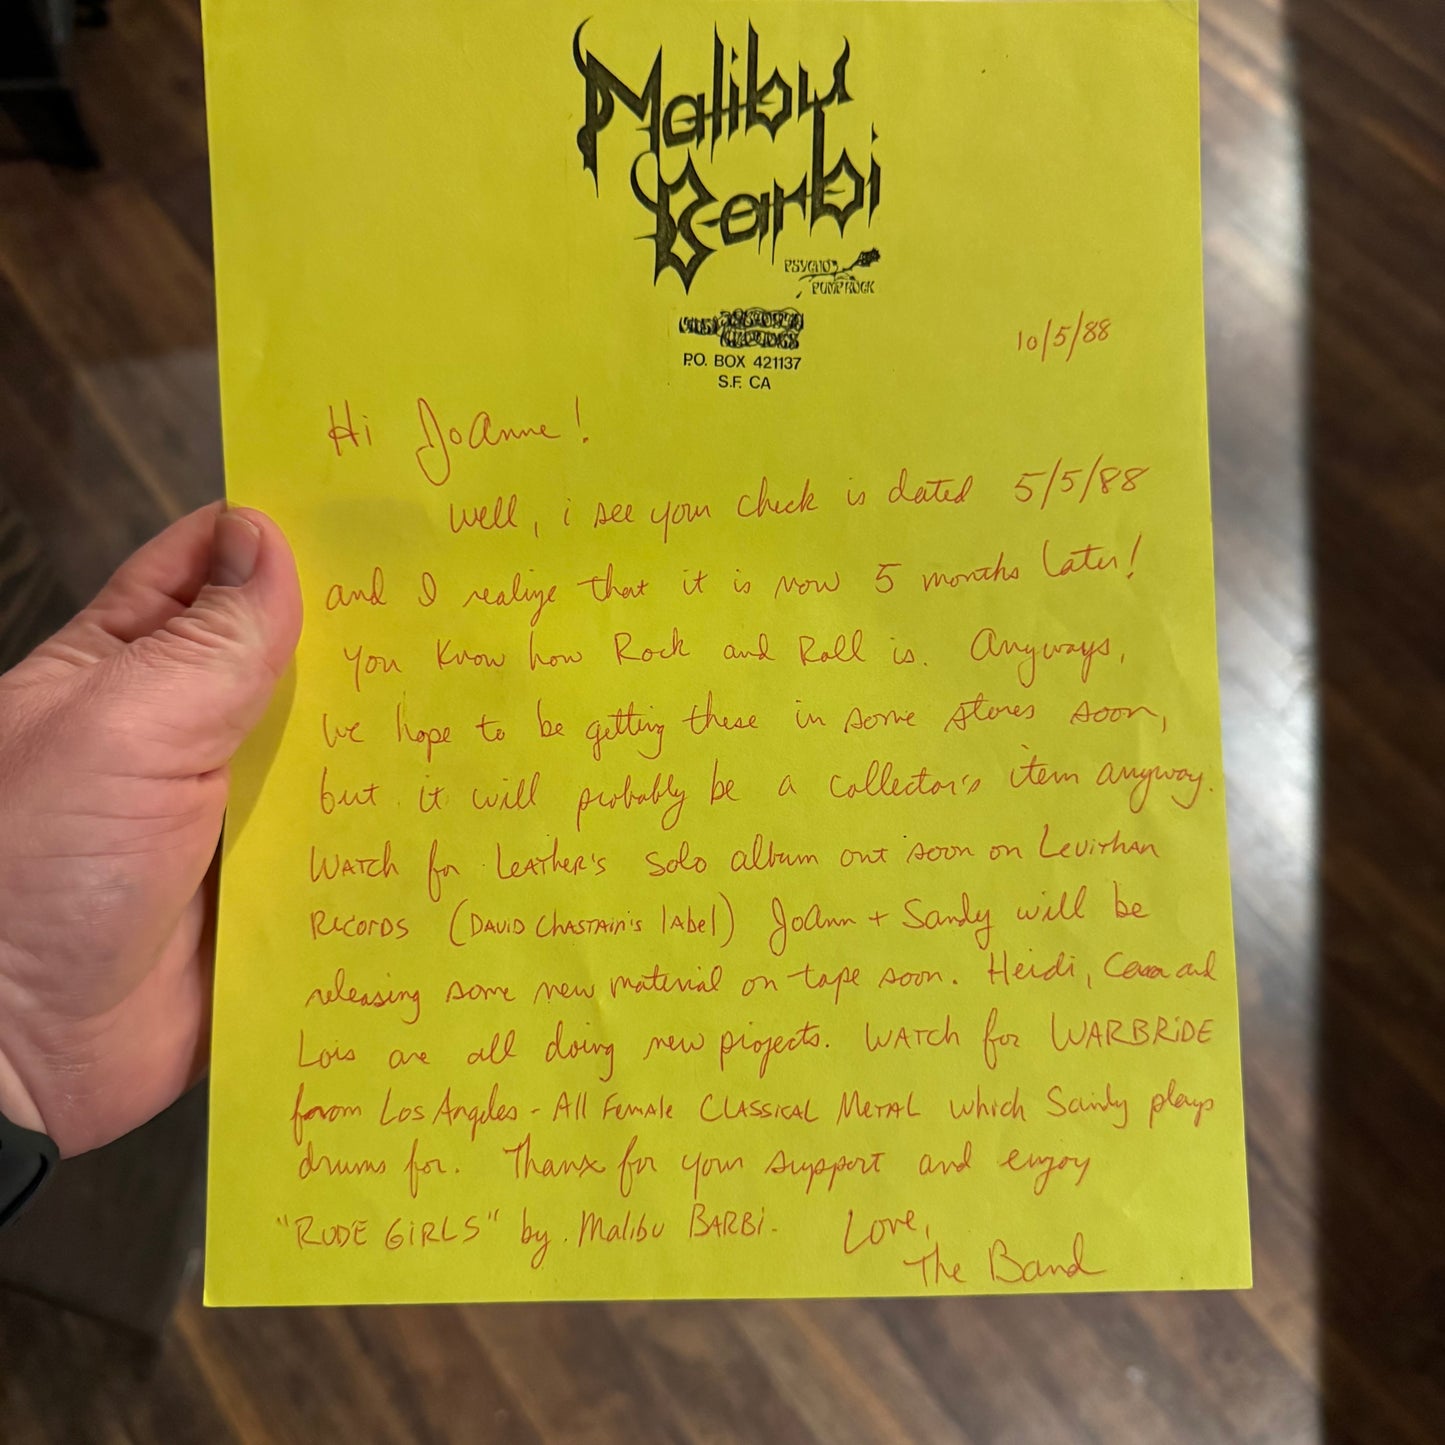 Malibu
Barbi
PSYCHO
PUMP ROCK
P.O. BOX 421137
S.F. CA
10/5/88
Hi JoAnne!
Well, i see your check is dated 5/5/88
and I realize that it is now 5 months Later!
You Know how Rock and Roll is. Anyways,
We hope to be getting these in some stores soon,
but it will probably be a collector's item anyway.
WATCH for LEATHER'S Solo album out soon on LEVITHAN
RECORDS (DAVID CHASTAIN'S lAbel) JoAnn + Sandy will be
releasing some new material on tape soon. Heidi, and
Lois are all doing new projects. WATCH for WARBRiDE
from Los Angeles - All FEMALE CLASSICAL METAL which Sandy plays
drums for. Thanx for your support and enjoy
"RUDE GiRLS" by Malibu BARBi. Love,
The Band